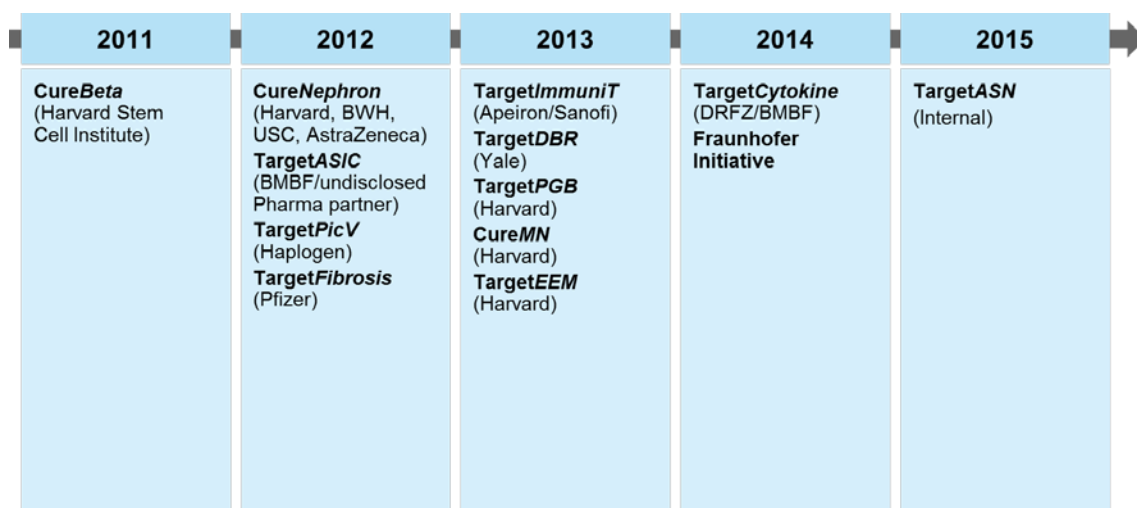 2011
CureBeta
(Harvard Stem
Cell Institute)
2012
CureNephron
(Harvard, BWH,
USC, AstraZeneca)
TargetASIC
(BMBF/undisclosed
Pharma partner)
TargetPicV
(Haplogen)
TargetFibrosis
(Pfizer)
2013
TargetImmuniT
(Apeiron/Sanofi)
TargetDBR
(Yale)
TargetPGB
(Harvard)
CureMN
(Harvard)
TargetEEM
(Harvard)
2014
TargetCytokine
(DRFZ/BMBF)
Fraunhofer
Initiative
2015
TargetASN
(Internal)